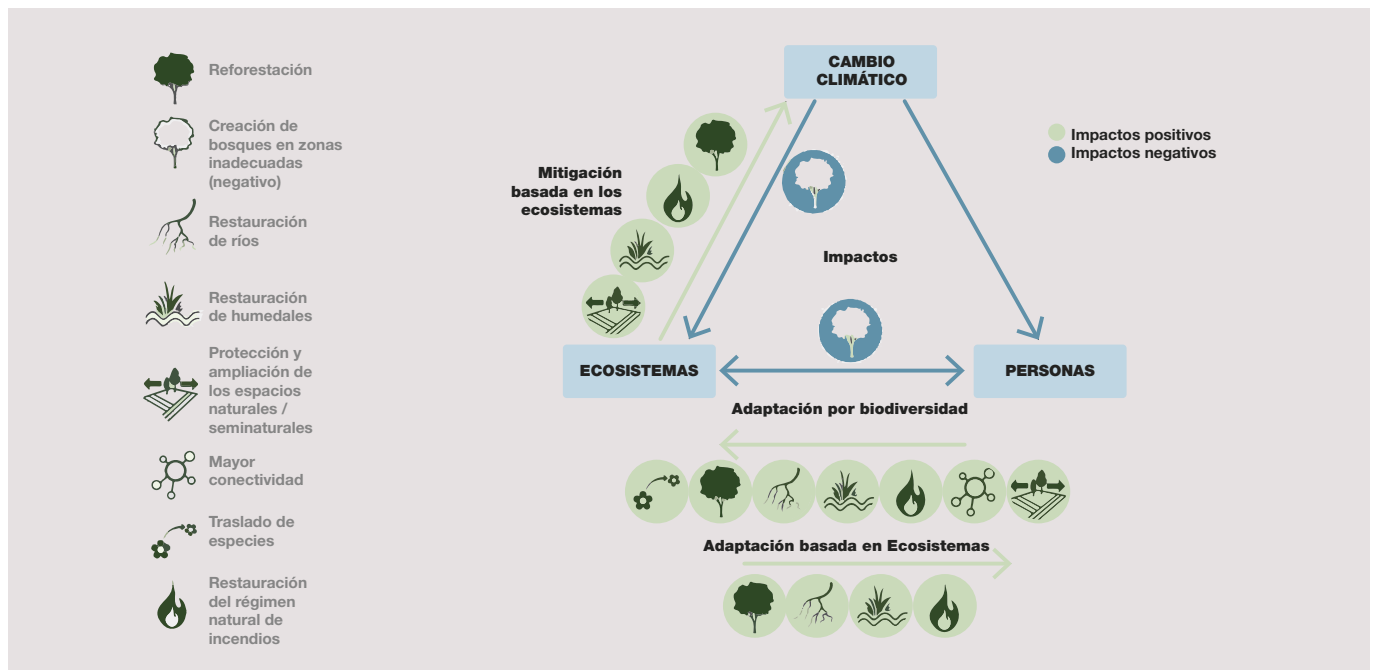 Reforestación
Creación de
bosques en zonas
inadecuadas
(negativo)
Restauración
de ríos
Restauración
de humedales
Protección y
ampliación de
los espacios
naturales /
seminaturales
Mayor
conectividad
Traslado de
especies
Restauración
del régimen
natural de
incendios
CAMBIO
CLIMÁTICO
Impactos positivos
Impactos negativos
Mitigación
basada en los
ecosistemas
Impactos
ECOSISTEMAS
PERSONAS
Adaptación por biodiversidad
Adaptación basada en Ecosistemas